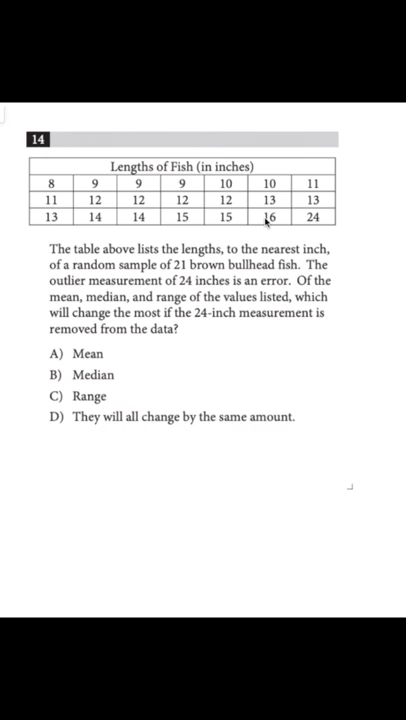 14
Lengths of Fish (in inches)
8 9 9 9 10 10 11
11 12 12 12 12 13 13
13 14 14 15 15 16 24
The table above lists the lengths, to the nearest inch,
of a random sample of 21 brown bullhead fish. The
outlier measurement of 24 inches is an error. Of the
mean, median, and range of the values listed, which
will change the most if the 24-inch measurement is
removed from the data?
A) Mean
B) Median
C) Range
D) They will all change by the same amount.